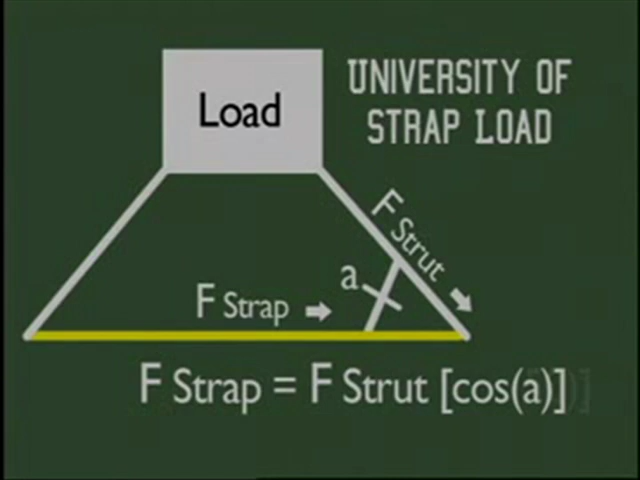 UNIVERSITY OF
STRAP LOAD
Load
F Strut
a
F Strap
F Strap = F Strut [cos(a)]